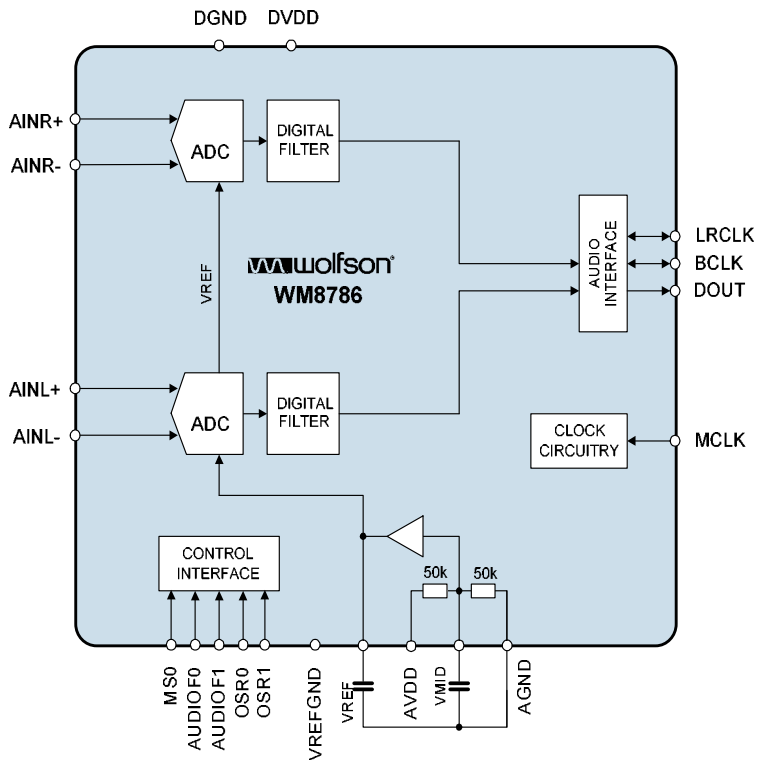 DGND DVDD
AINR+
AINR-
ADC
DIGITAL
FILTER
VREF
wolfson
WM8786
AUDIO
INTERFACE
LRCLK
BCLK
DOUT
AINL+
AINL-
ADC
DIGITAL
FILTER
CLOCK
CIRCUITRY
MCLK
CONTROL
INTERFACE
50k 50k
MS0
AUDIOF0
AUDIOF1
OSR0
OSR1
VREFGND
VREF
AVDD
VMID
AGND